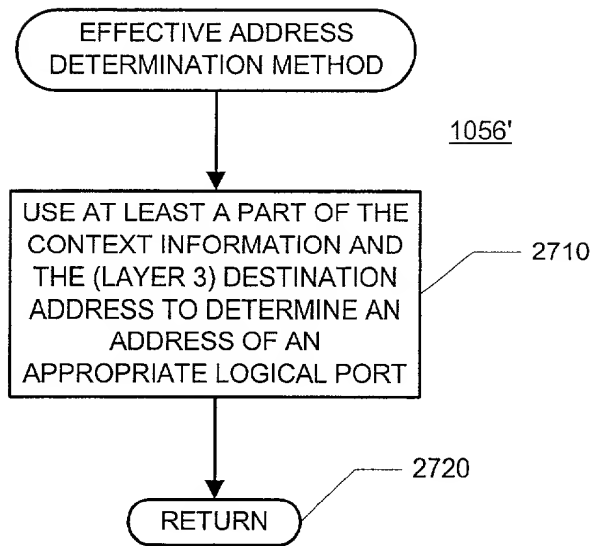 EFFECTIVE ADDRESS
DETERMINATION METHOD
1056'
USE AT LEAST A PART OF THE
CONTEXT INFORMATION AND
THE (LAYER 3) DESTINATION
ADDRESS TO DETERMINE AN
ADDRESS OF AN
APPROPRIATE LOGICAL PORT
2710
2720
RETURN